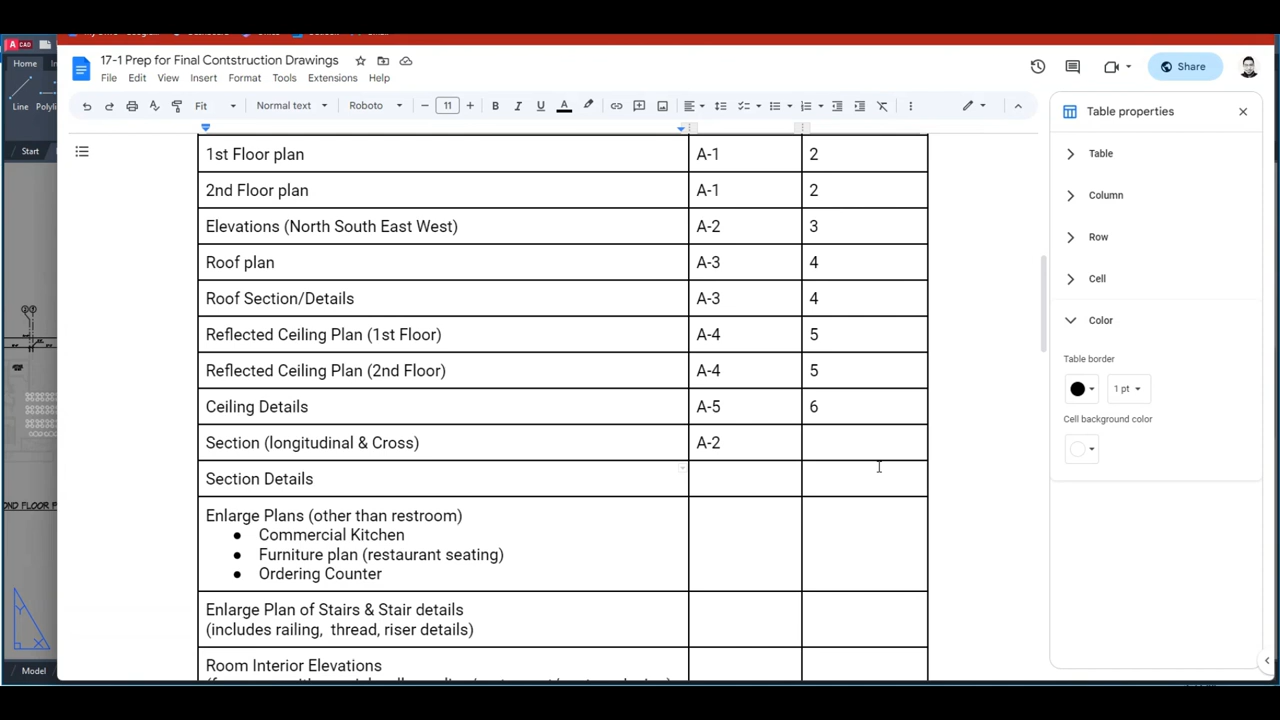 17-1 Prep for Final Contstruction Drawings
A CAD
File Edit View Insert Format Tools Extensions Help
Share
Home
Fit Normal text Roboto 11
Line
Start
Table properties
Table
Column
Row
Cell
Color
Table border
1 pt
Cell background color
1st Floor plan A-1 2
2nd Floor plan A-1 2
Elevations (North South East West) A-2 3
Roof plan A-3 4
Roof Section/Details A-3 4
Reflected Ceiling Plan (1st Floor) A-4 5
Reflected Ceiling Plan (2nd Floor) A-4 5
Ceiling Details A-5 6
Section (longitudinal & Cross) A-2
Section Details
Enlarge Plans (other than restroom)
● Commercial Kitchen
● Furniture plan (restaurant seating)
● Ordering Counter
Enlarge Plan of Stairs & Stair details
(includes railing, thread, riser details)
Room Interior Elevations
Y
X
Model